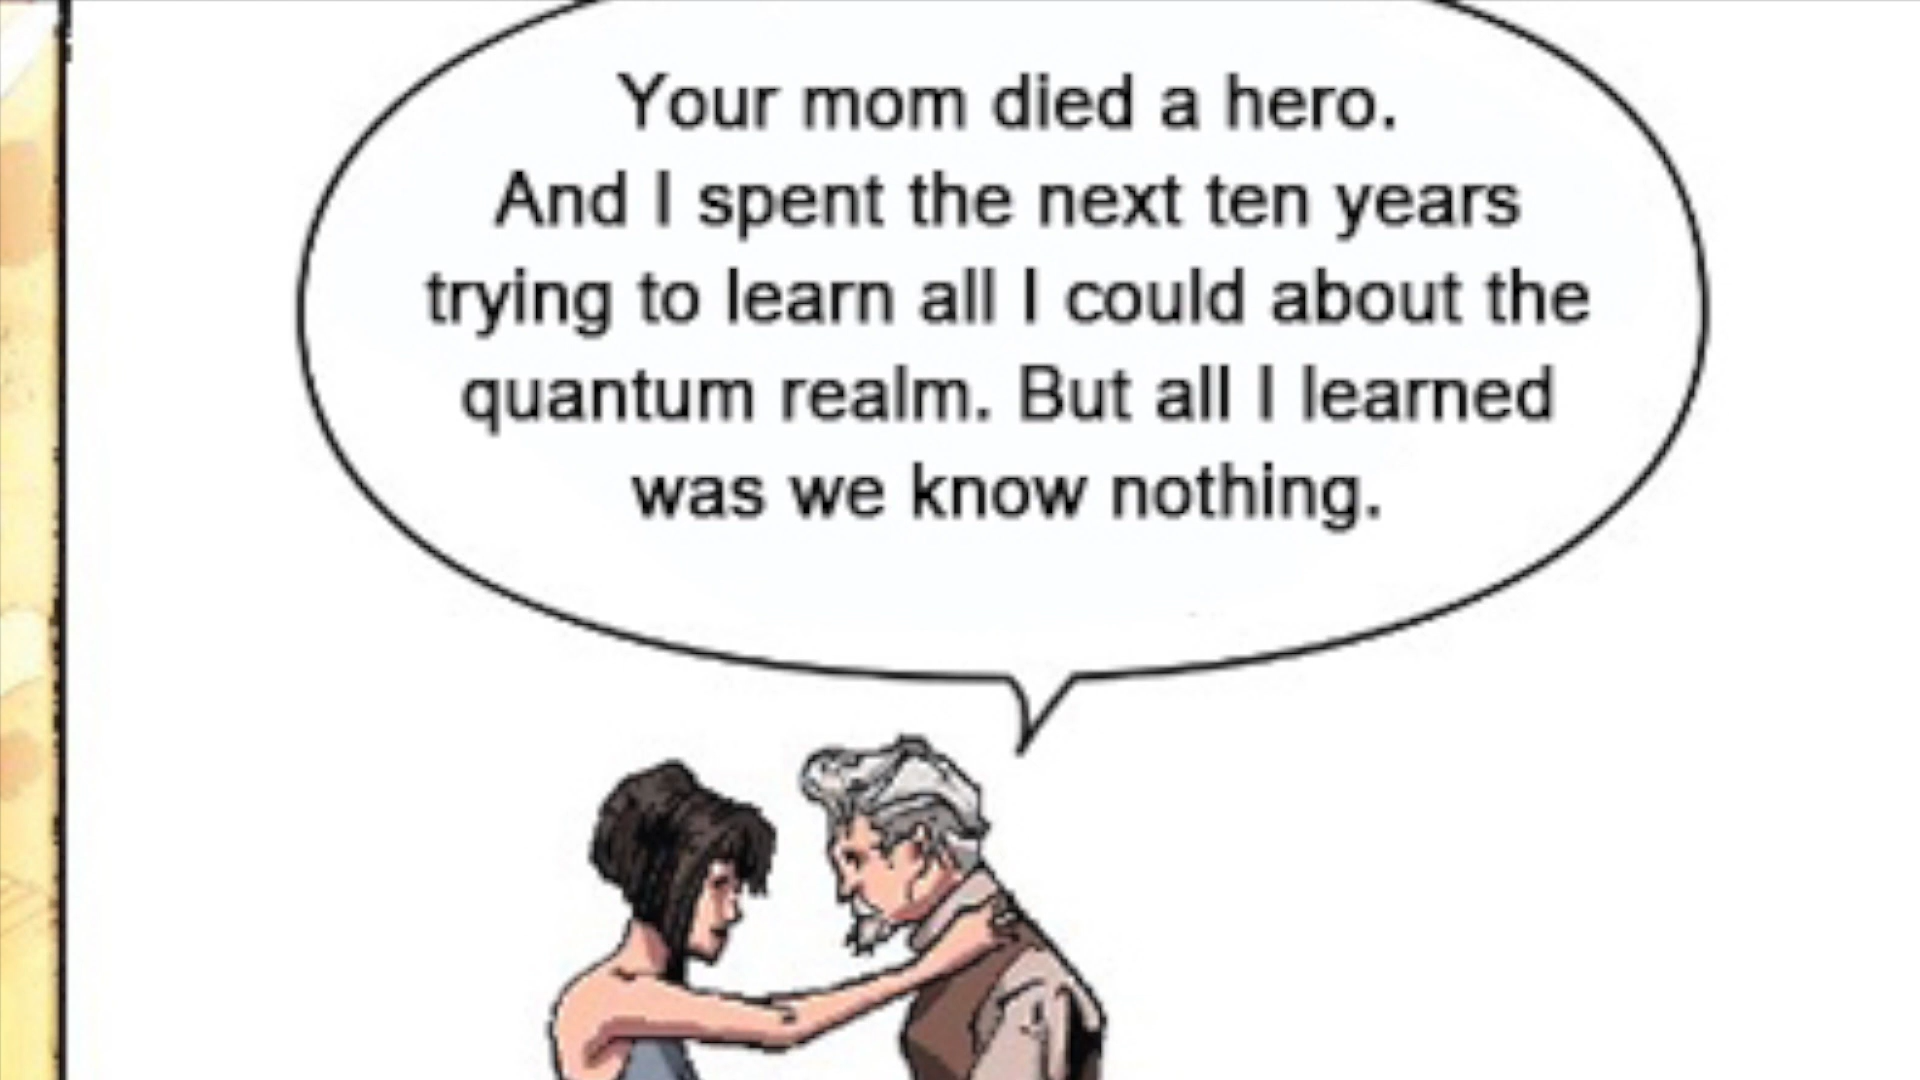 Your mom died a hero.
And I spent the next ten years
trying to learn all I could about the
quantum realm. But all I learned
was we know nothing.